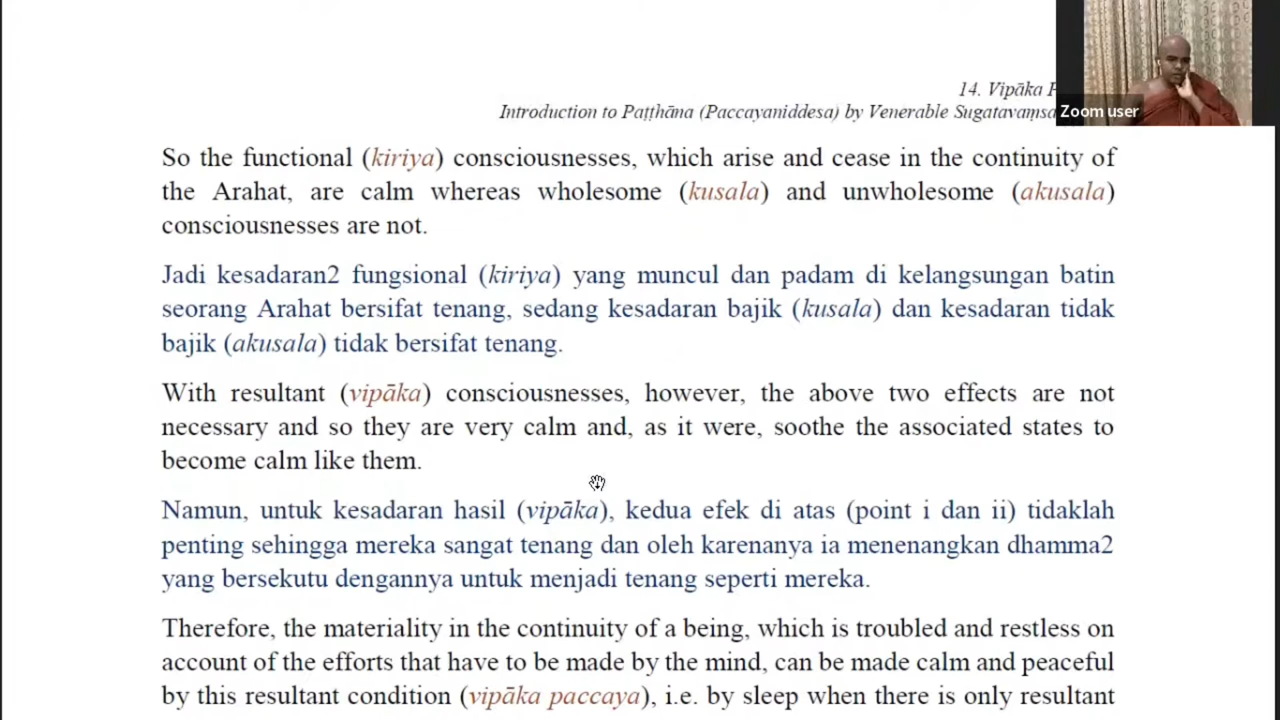 14. Vipāka
Introduction to Paṭṭhāna (Paccayaniddesa) by Venerable
Zoom user
So the functional (kiriya) consciousnesses, which arise and cease in the continuity of
the Arahat, are calm whereas wholesome (kusala) and unwholesome (akusala)
consciousnesses are not.
Jadi kesadaran2 fungsional (kiriya) yang muncul dan padam di kelangsungan batin
seorang Arahat bersifat tenang, sedang kesadaran bajik (kusala) dan kesadaran tidak
bajik (akusala) tidak bersifat tenang.
With resultant (vipāka) consciousnesses, however, the above two effects are not
necessary and so they are very calm and, as it were, soothe the associated states to
become calm like them.
Namun, untuk kesadaran hasil (vipāka), kedua efek di atas (point i dan ii) tidaklah
penting sehingga mereka sangat tenang dan oleh karenanya ia menenangkan dhamma2
yang bersekutu dengannya untuk menjadi tenang seperti mereka.
Therefore, the materiality in the continuity of a being, which is troubled and restless on
account of the efforts that have to be made by the mind, can be made calm and peaceful
by this resultant condition (vipāka paccaya), i.e. by sleep when there is only resultant